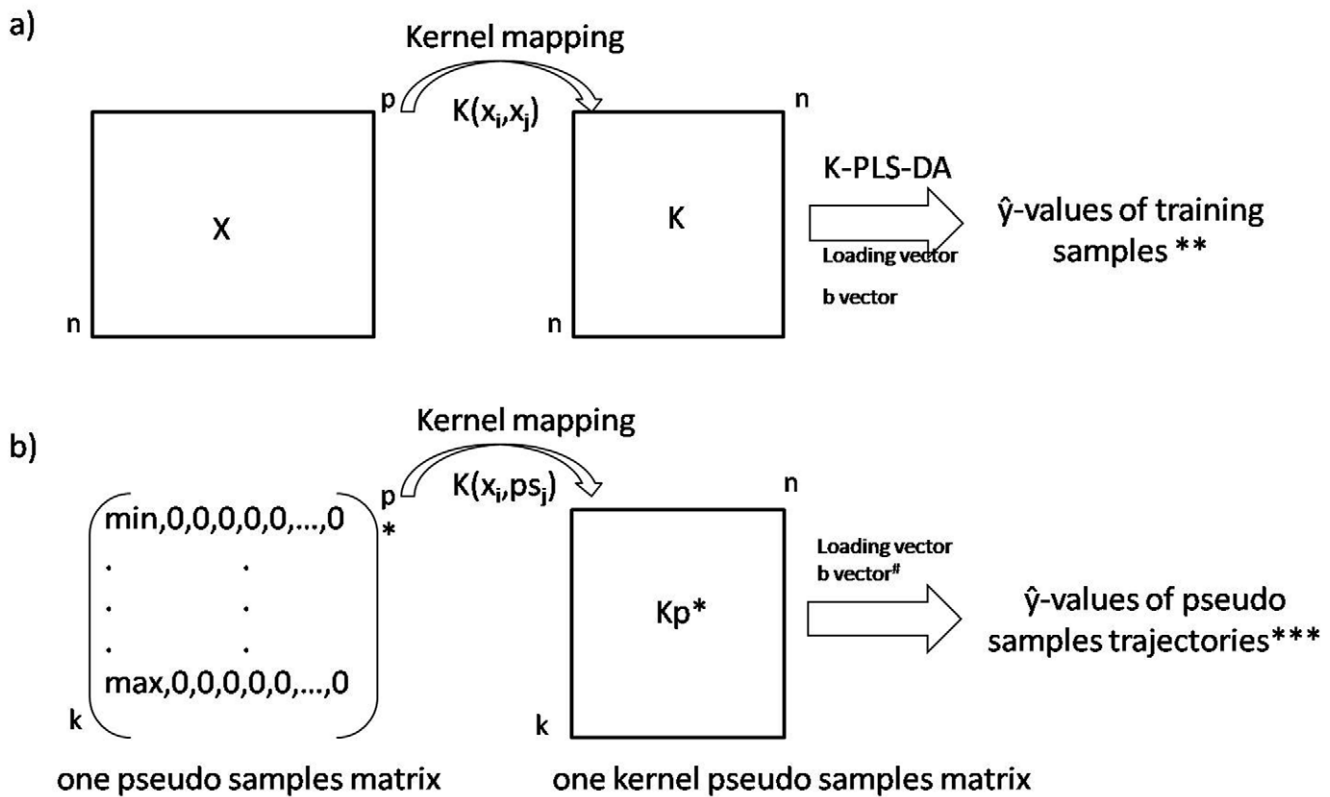 a)
Kernel mapping
p
K(xi,xj)
n
X
K
K-PLS-DA
ŷ-values of training
samples **
Loading vector
b vector
n
n
b)
Kernel mapping
p
*
K(xi,psj)
n
min,0,0,0,0,0,...,0
. .
. .
. .
max,0,0,0,0,0,...,0
k
Kp*
k
Loading vector
b vector#
ŷ-values of pseudo
samples trajectories***
one pseudo samples matrix
one kernel pseudo samples matrix